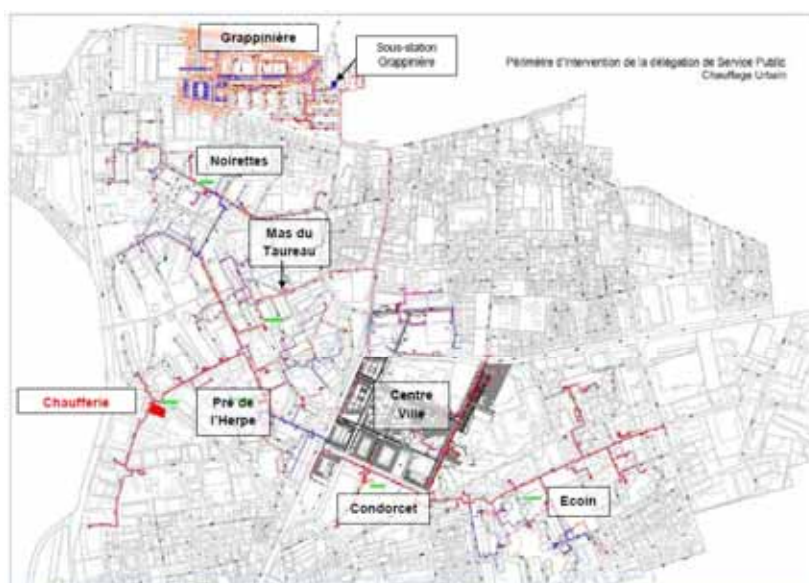 Grappinière
Sous-station
Grappinière
Périmètre d'intervention de la délégation de Service Public
Chauffage Urbain
Noirettes
Mas du
Taureau
Chaufferie
Pré de
l'Herpe
Centre
Ville
Condorcet
Ecoin